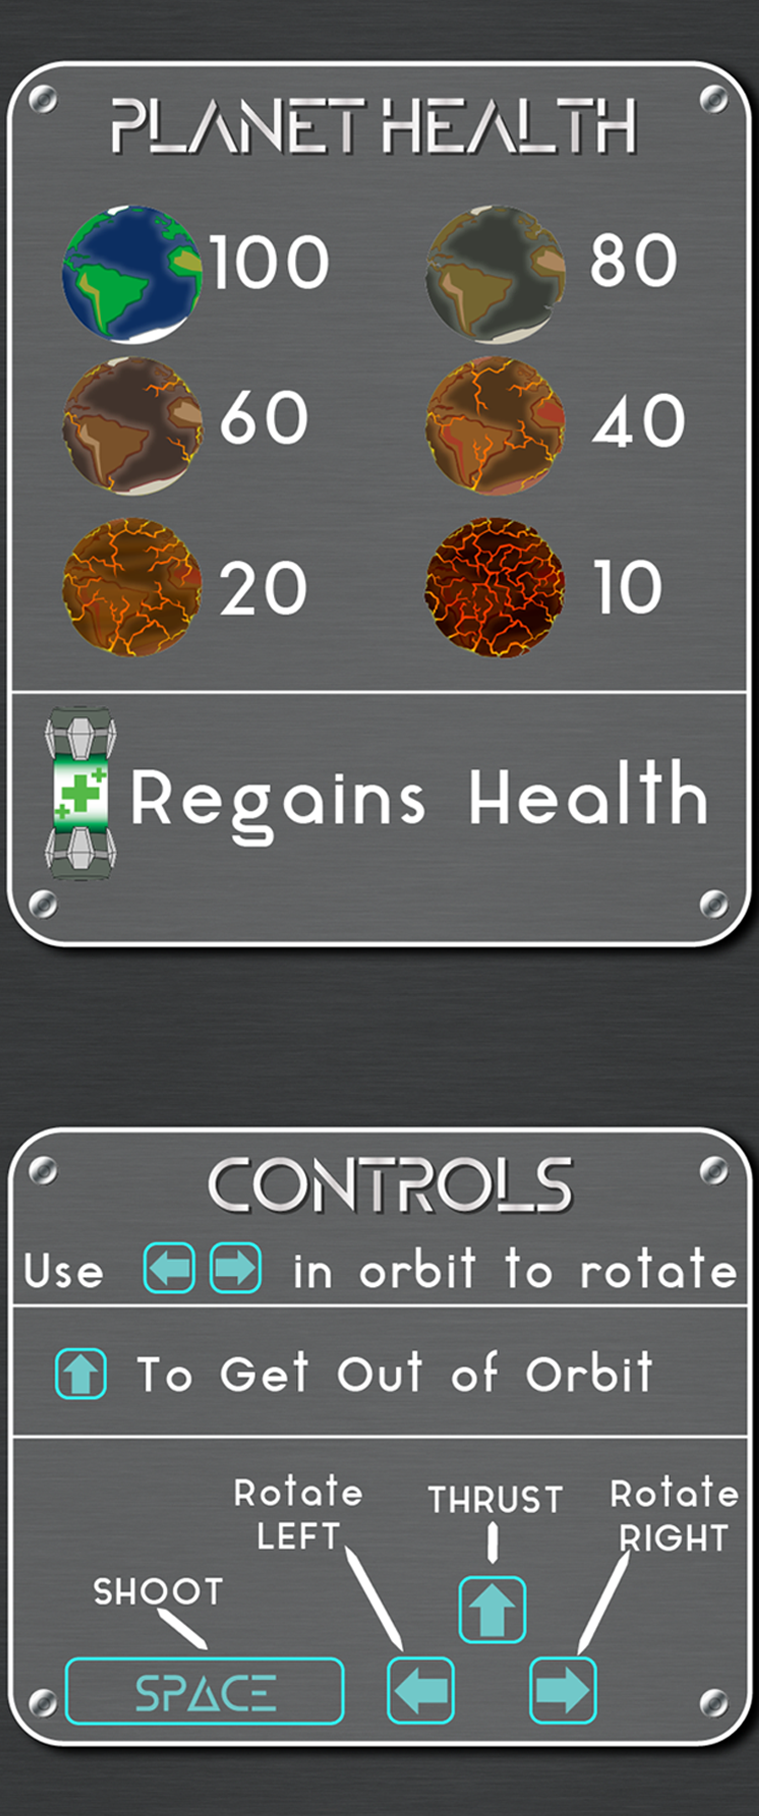 PLANET HEALTH
100 80
60 40
20 10
Regains Health
CONTROLS
Use in orbit to rotate
To Get Out of Orbit
Rotate LEFT
THRUST
Rotate RIGHT
SHOOT
SPACE